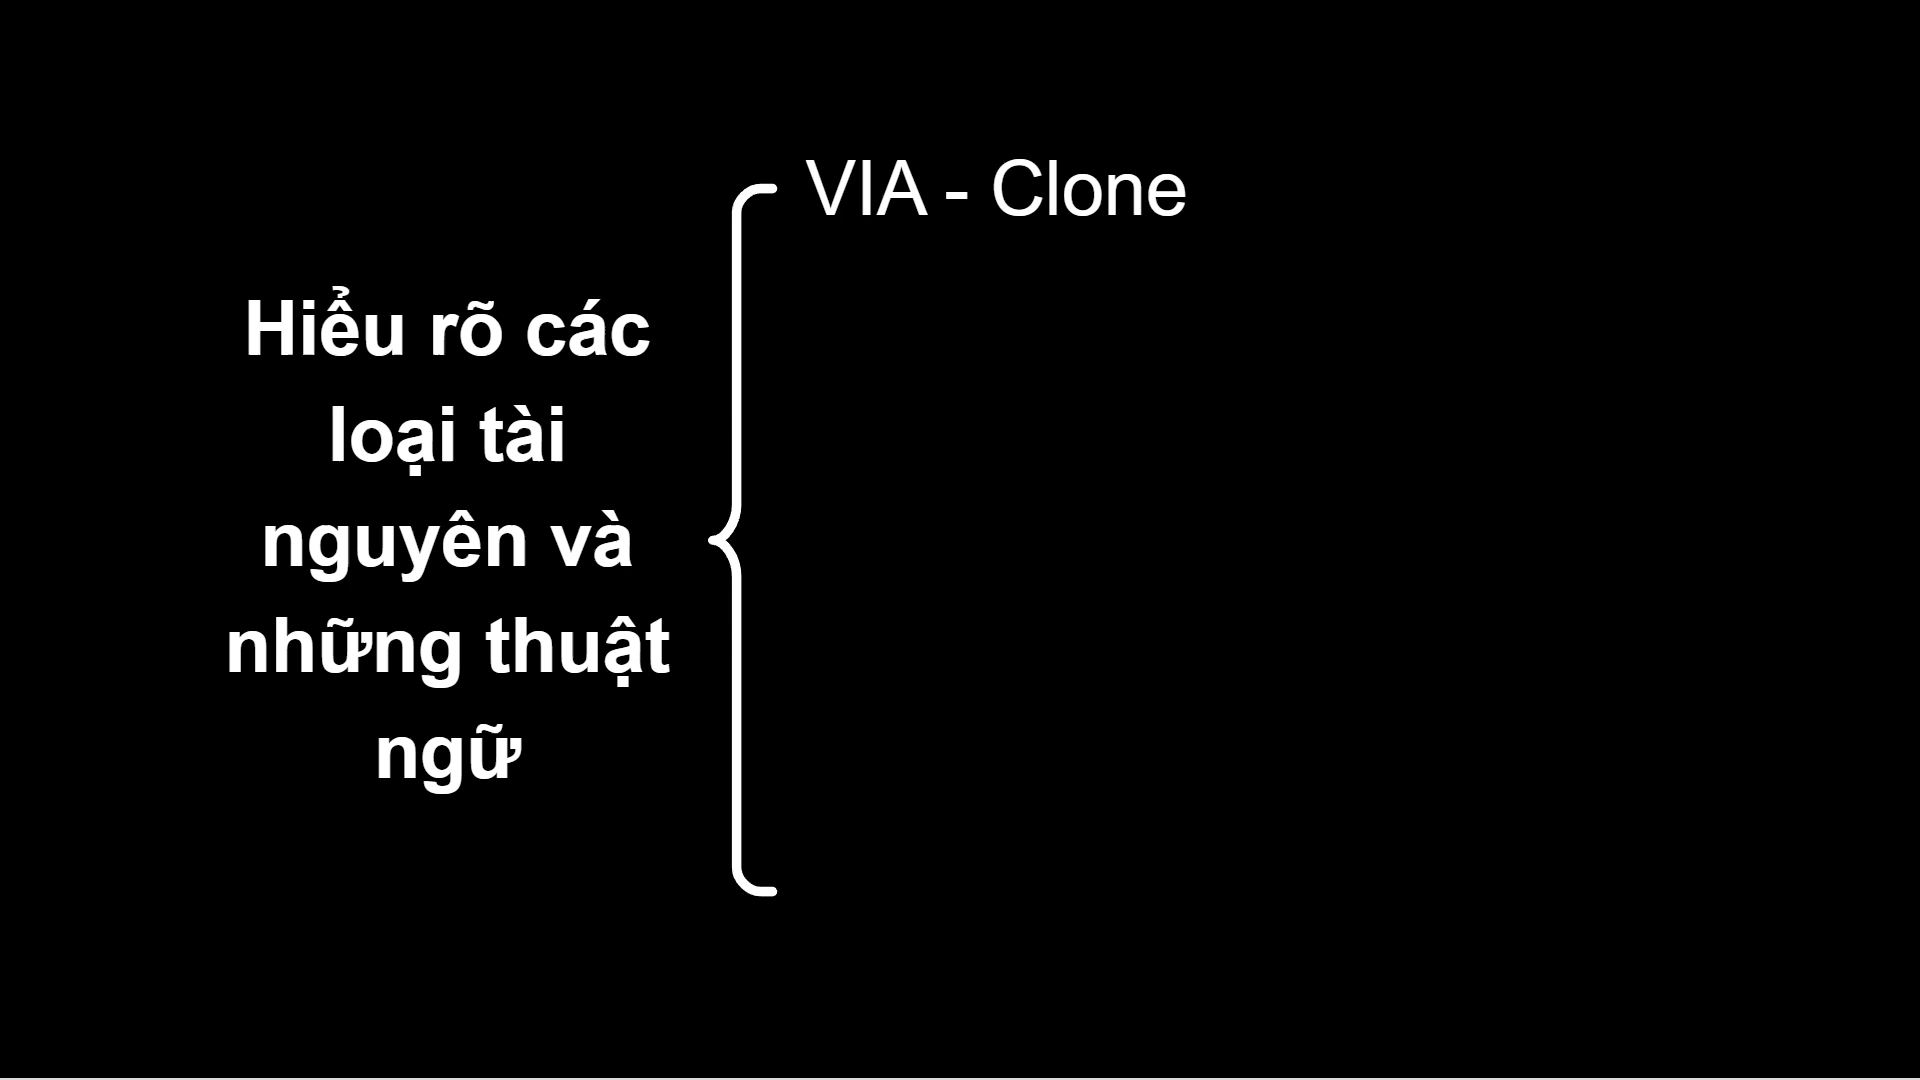 Hiểu rõ các
loại tài
nguyên và
những thuật
ngữ
VIA - Clone